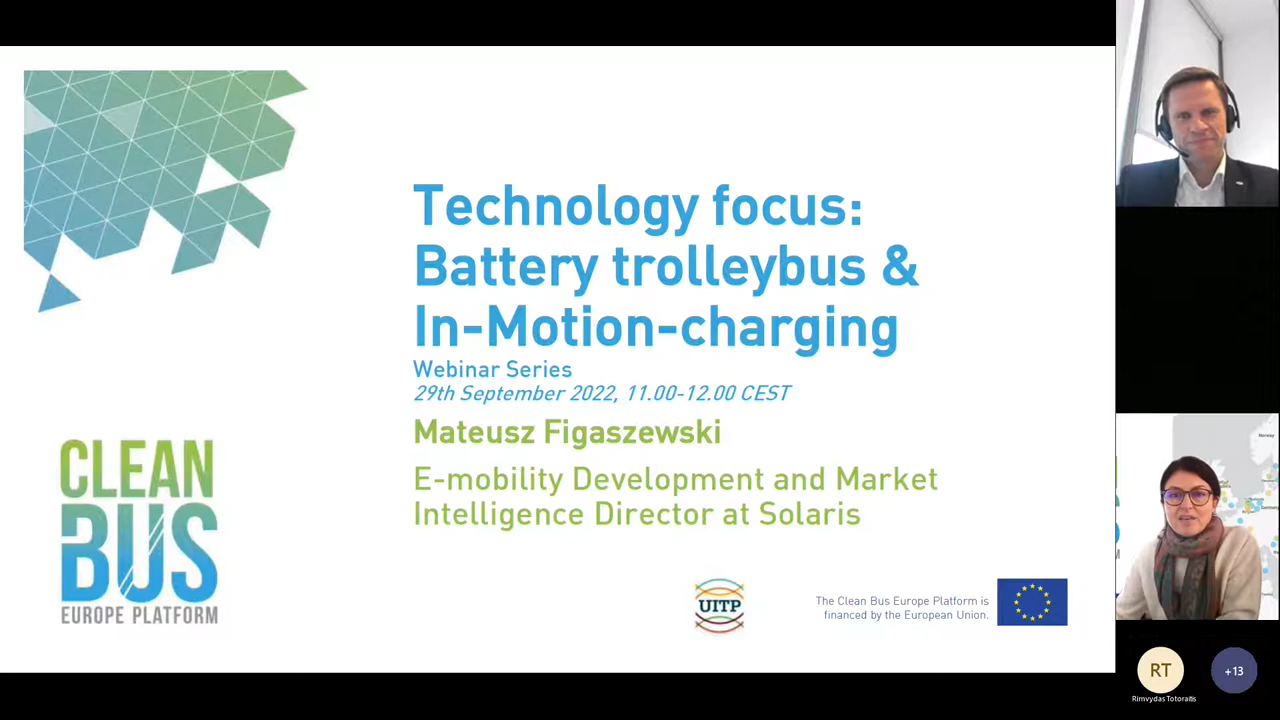 Technology focus:
Battery trolleybus &
In-Motion-charging
Webinar Series
29th September 2022, 11.00-12.00 CEST
Mateusz Figaszewski
E-mobility Development and Market
Intelligence Director at Solaris
CLEAN
BUS
EUROPE PLATFORM
UITP
The Clean Bus Europe Platform is
financed by the European Union.
RT
+13
Rimvydas Totoraitis